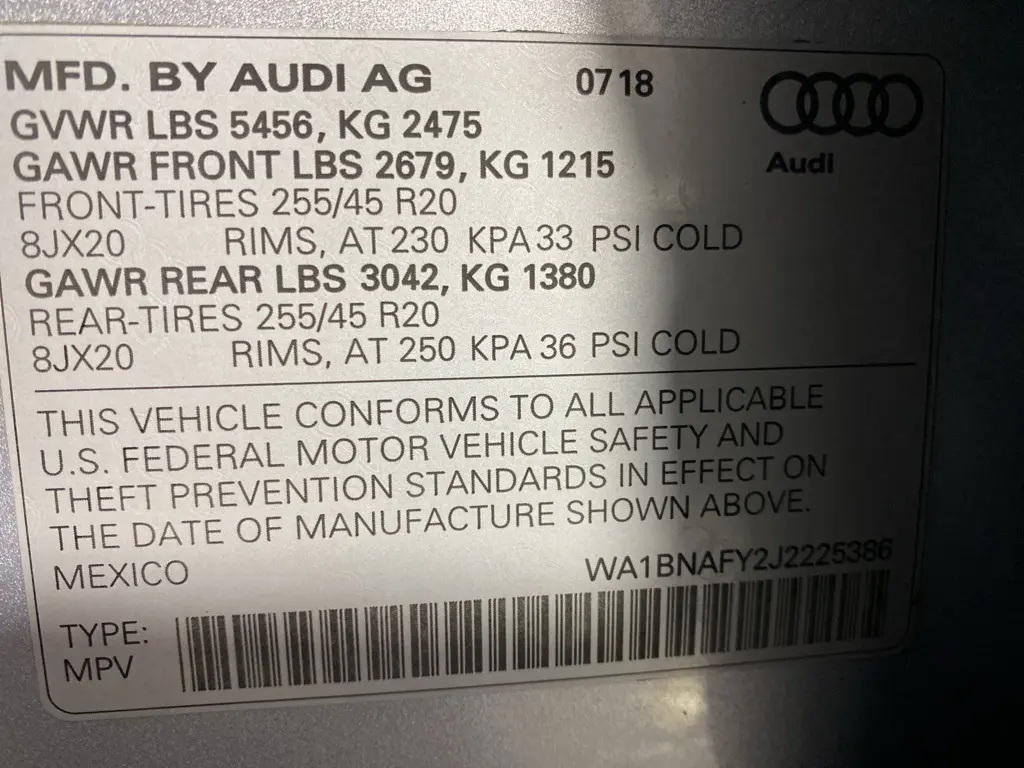 MFD. BY AUDI AG 0718
Audi
GVWR LBS 5456, KG 2475
GAWR FRONT LBS 2679, KG 1215
FRONT-TIRES 255/45 R20
8JX20 RIMS, AT 230 KPA 33 PSI COLD
GAWR REAR LBS 3042, KG 1380
REAR-TIRES 255/45 R20
8JX20 RIMS, AT 250 KPA 36 PSI COLD
THIS VEHICLE CONFORMS TO ALL APPLICABLE
U.S. FEDERAL MOTOR VEHICLE SAFETY AND
THEFT PREVENTION STANDARDS IN EFFECT ON
THE DATE OF MANUFACTURE SHOWN ABOVE.
MEXICO WA1BNAFY2J2225386
TYPE:
MPV